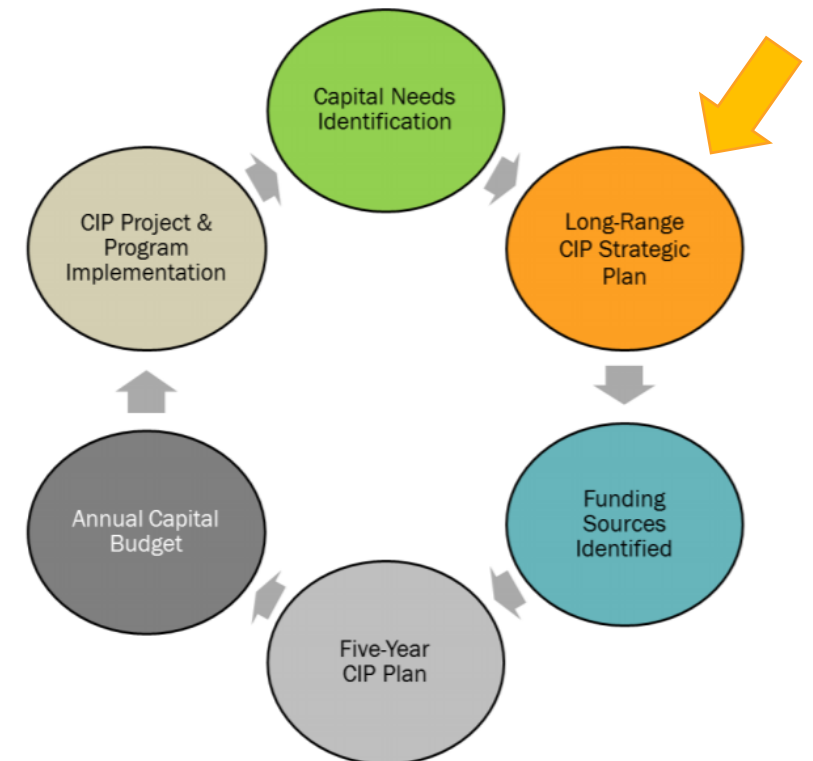 Capital Needs
Identification
Long-Range
CIP Strategic
Plan
Funding
Sources
Identified
Five-Year
CIP Plan
Annual Capital
Budget
CIP Project &
Program
Implementation